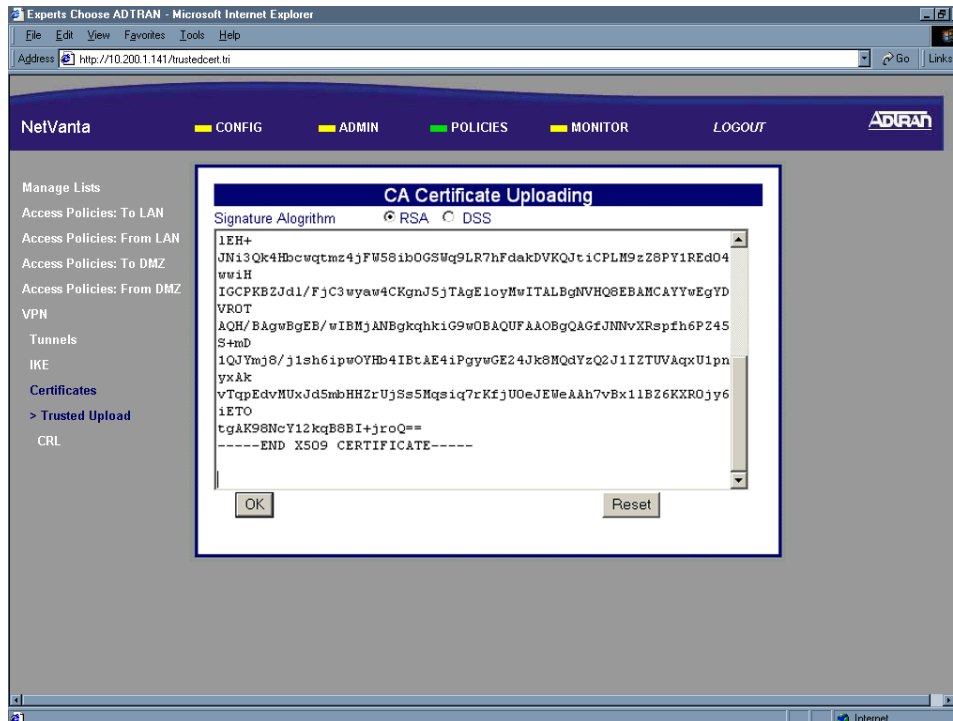 Experts Choose ADTRAN - Microsoft Internet Explorer
File Edit View Favorites Tools Help
Address http://10.200.1.141/trustedcert.tri Go Links
NetVanta CONFIG ADMIN POLICIES MONITOR LOGOUT ADTRAN
Manage Lists
Access Policies: To LAN
Access Policies: From LAN
Access Policies: To DMZ
Access Policies: From DMZ
VPN
Tunnels
IKE
Certificates
> Trusted Upload
CRL
CA Certificate Uploading
Signature Alogrithm RSA DSS
lEH+
JNi3Qk4Hbcwqtmz4jFW58ibOGSWq9LR7hFdakDVKQJtiCPLM9zZ8PY1REdO4
wwiH
IGCPKBZJdl/FjC3wyaw4CKgnJ5jTAgEloyMwITALBgNVHQ8EBAMCAYYwEgYD
VROT
AQH/BAgwBgEB/wIBMjANBgkqhkiG9wOBAQUFAAOBgQAGfJNNvXRspfh6PZ45
S+mD
1QJYmj8/j1sh6ipwOYHb4IBtAE4iPgywGE24Jk8MQdYzQ2J1IZTUVAqxU1pn
yxAk
vTqpEdvMUxJd5mbHHZrUjSs5Mqsiq7rKfjUOeJEWeAAh7vBx11BZ6KXROjy6
iETO
tgAK98NcY12kqB8BI+jroQ==
-----END X509 CERTIFICATE-----
OK Reset
Internet